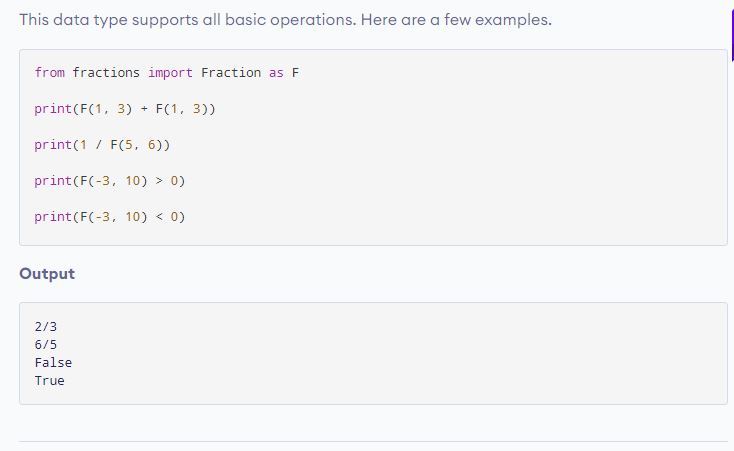 This data type supports all basic operations. Here are a few examples.
from fractions import Fraction as F
print(F(1, 3) + F(1, 3))
print(1 / F(5, 6))
print(F(-3, 10) > 0)
print(F(-3, 10) < 0)
Output
2/3
6/5
False
True